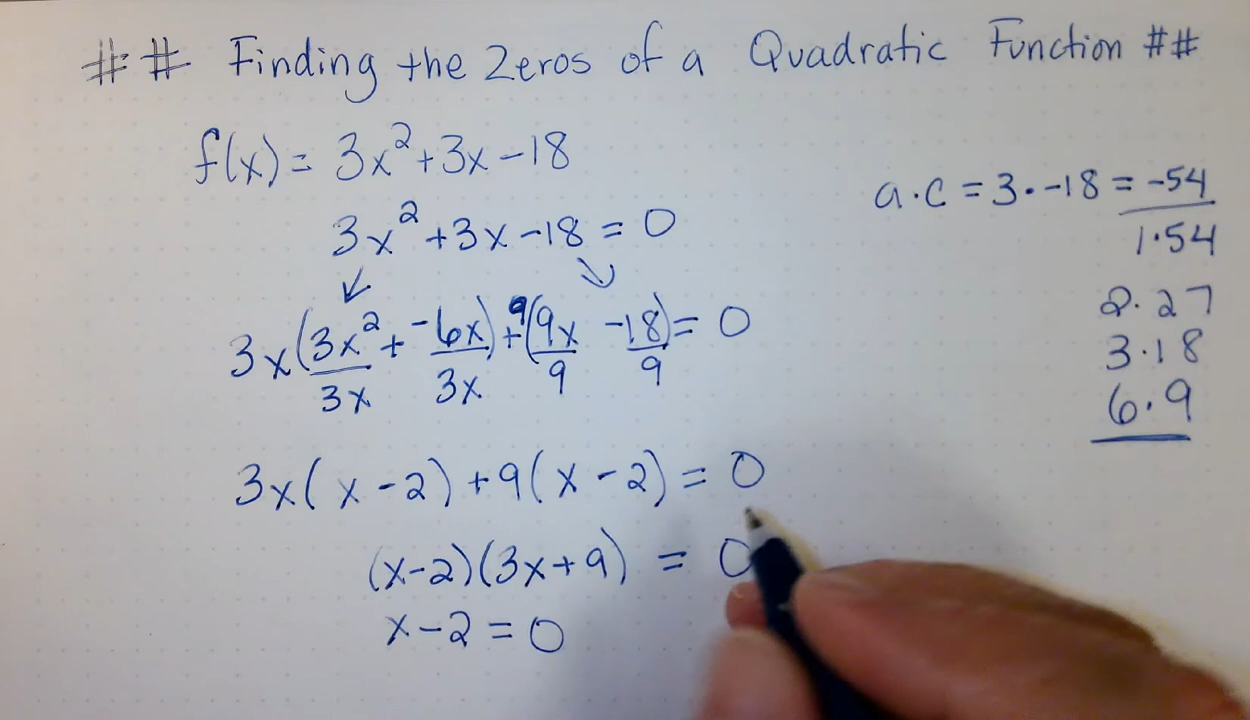 ## Finding the Zeros of a Quadratic Function ##
f(x) = 3x²+3x-18
3x²+3x-18 = 0
3x(3x²/3x + -6x/3x) + 9(9x/9 -18/9) = 0
3x(x-2)+9(x-2) = 0
(x-2)(3x+9) = 0
x-2 = 0
a.c = 3·-18 = -54
1·54
2·27
3·18
6·9